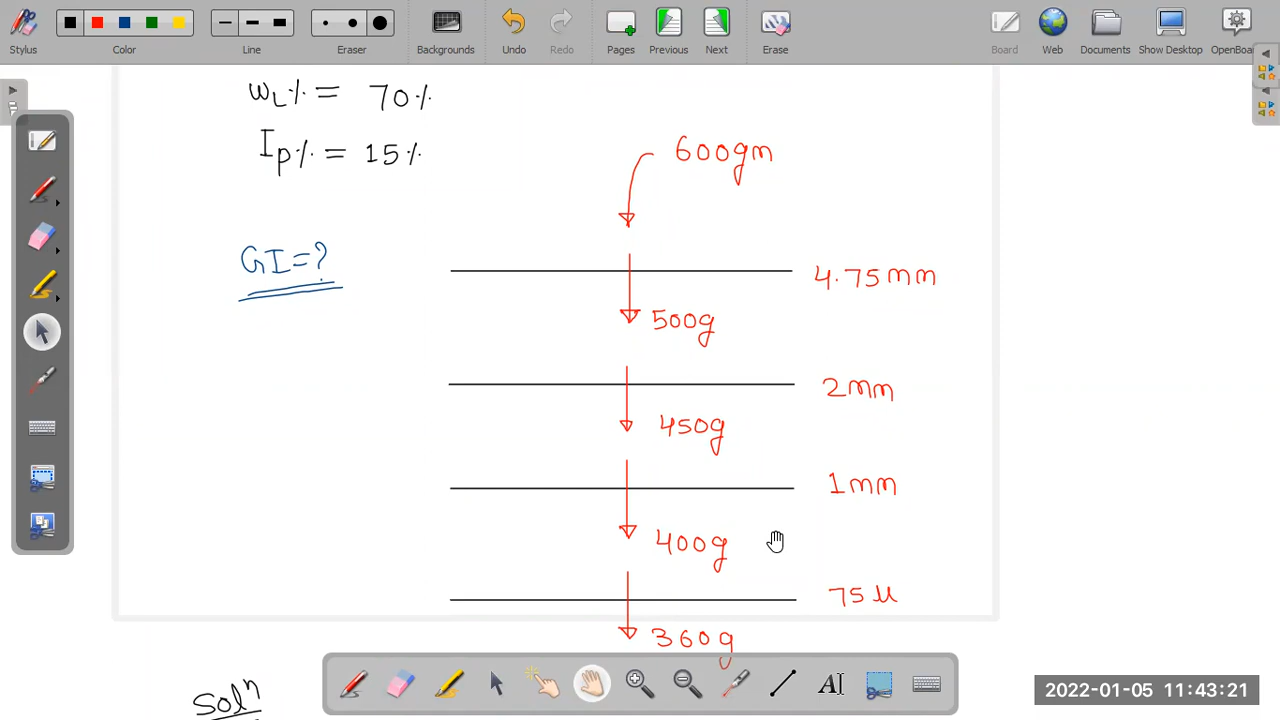 Stylus
Color
Line
Eraser
Backgrounds
Undo
Redo
Pages
Previous
Next
Erase
Board
Web
Documents
Show Desktop
OpenBoa
wL% = 70%
Ip% = 15%
600gm
GI=?
4.75mm
500g
2mm
450g
1mm
400g
75μ
360g
Solⁿ
2022-01-05 11:43:21